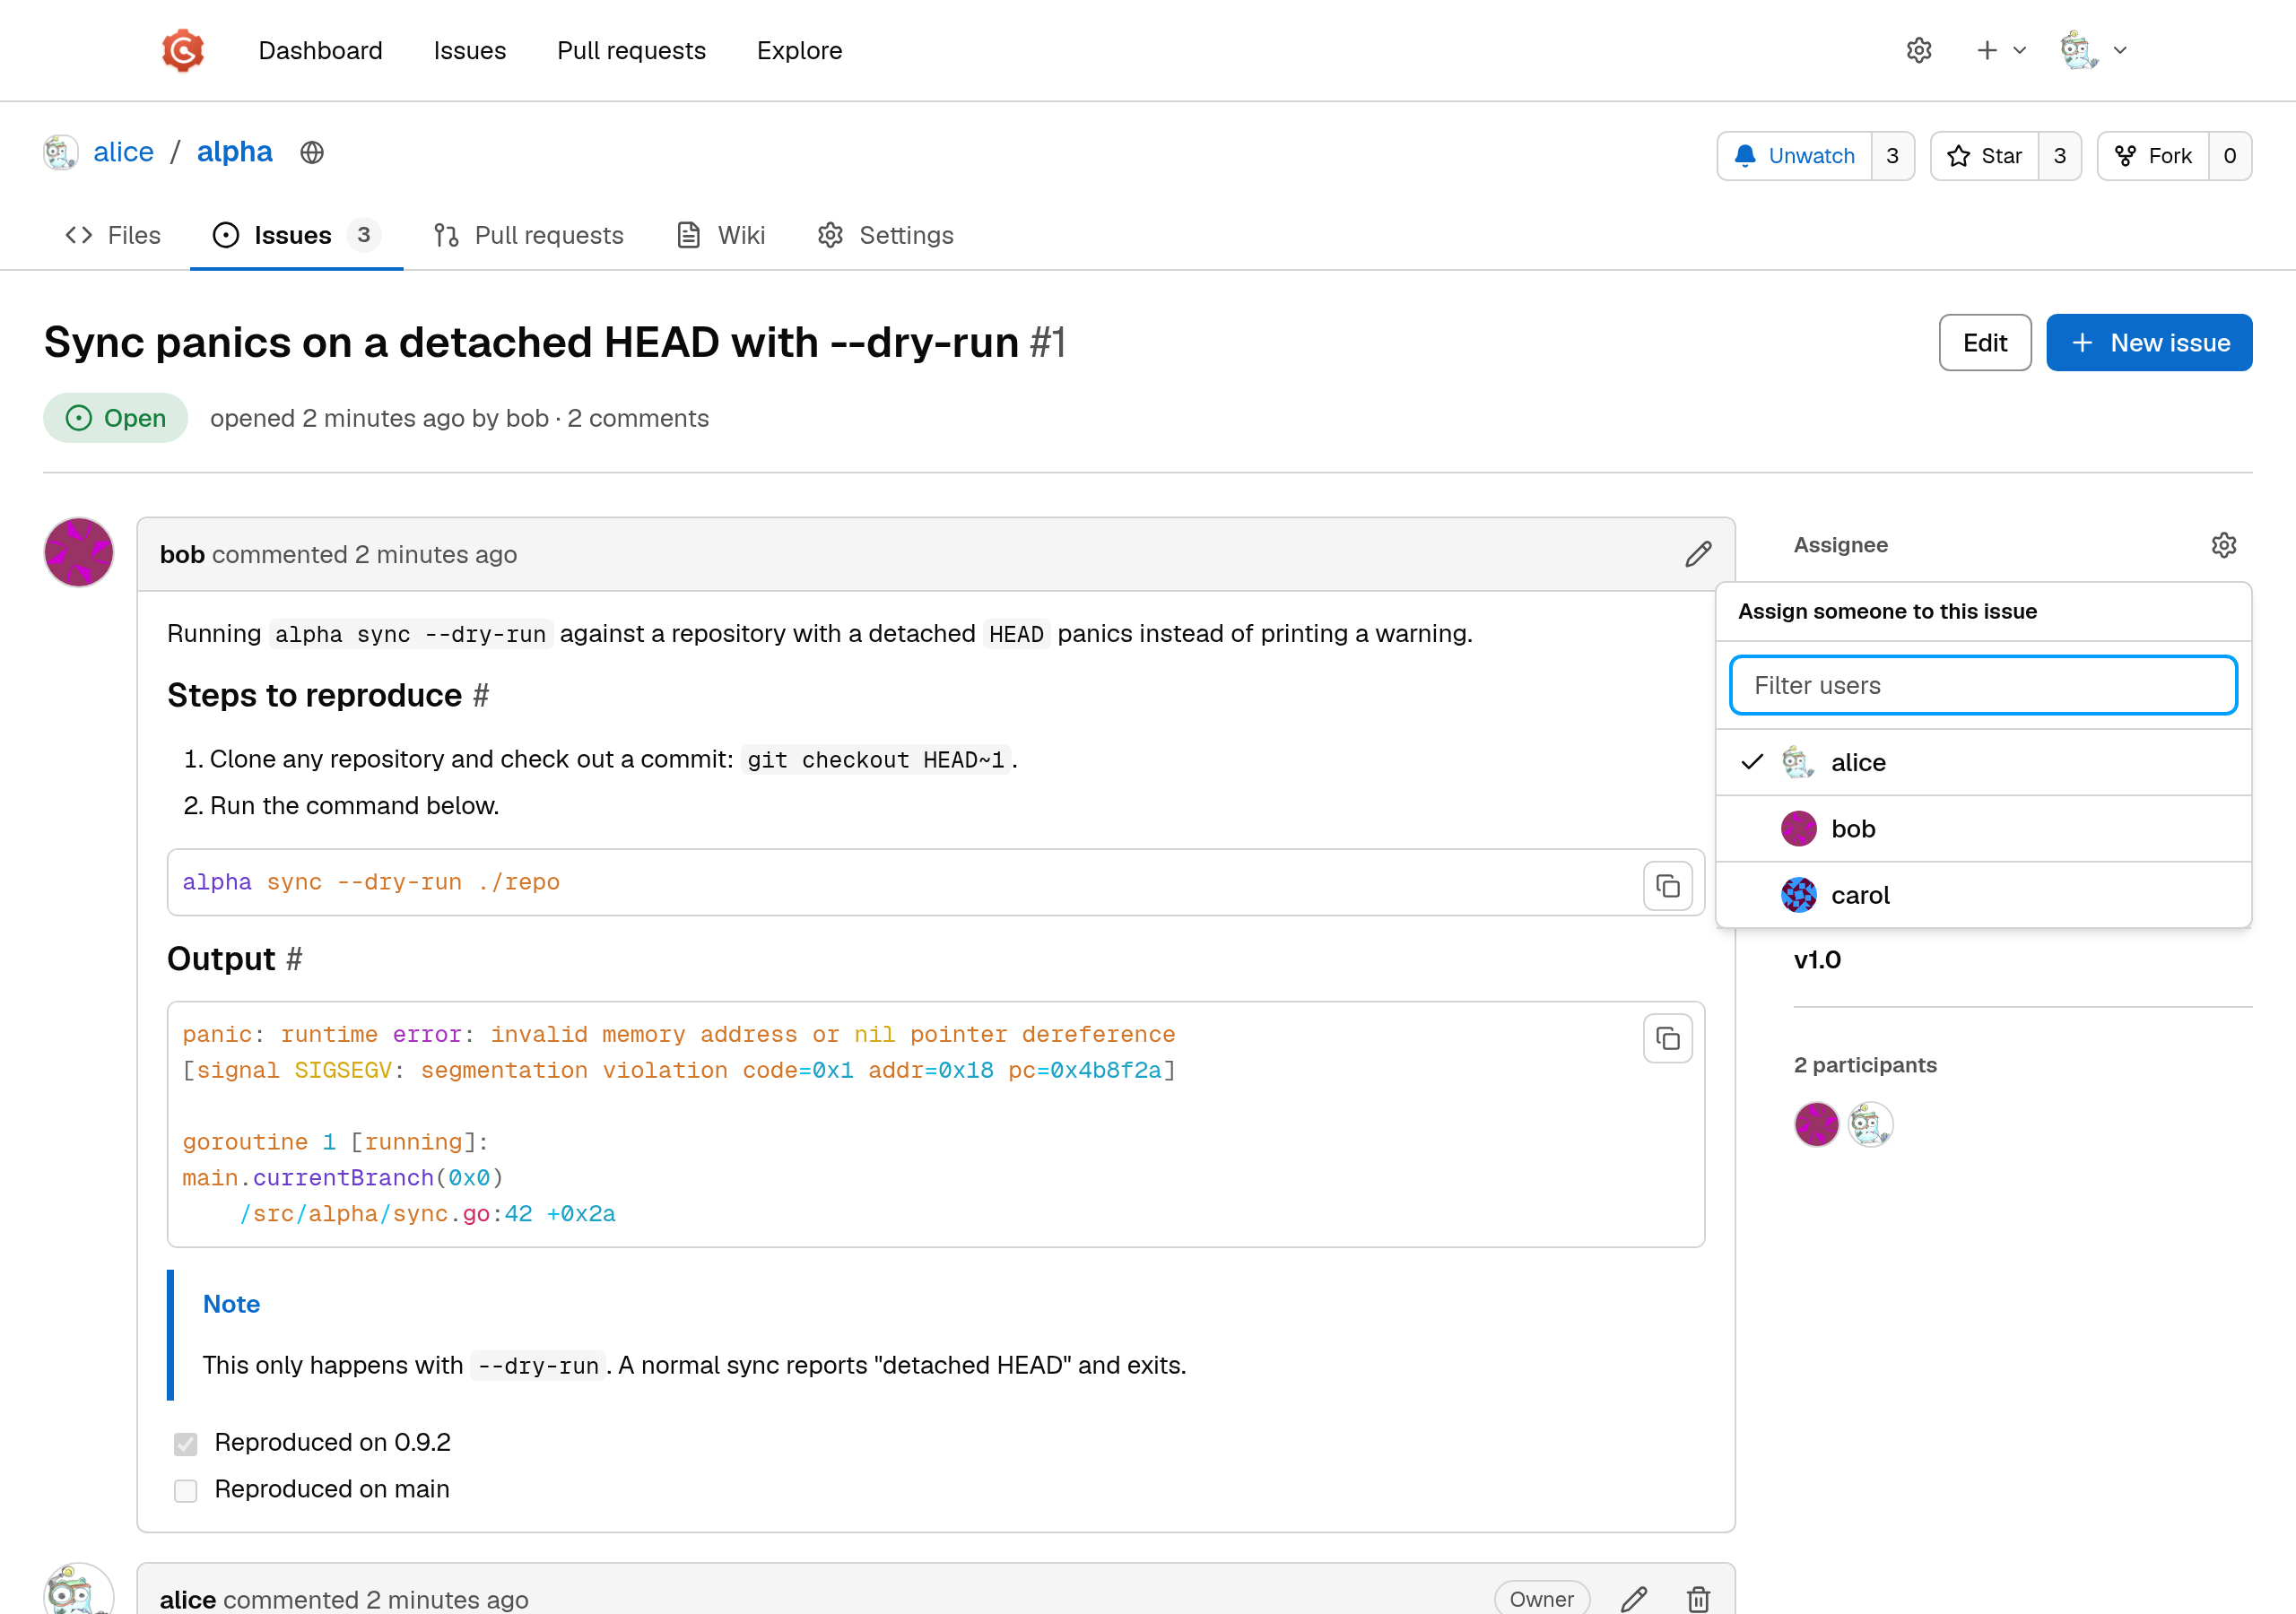 Dashboard Issues Pull requests Explore
alice / alpha
Unwatch 3 Star 3 Fork 0
Files Issues 3 Pull requests Wiki Settings
Sync panics on a detached HEAD with --dry-run #1
Edit New issue
Open opened 2 minutes ago by bob · 2 comments
bob commented 2 minutes ago
Running alpha sync --dry-run against a repository with a detached HEAD panics instead of printing a warning.
Steps to reproduce #
1. Clone any repository and check out a commit: git checkout HEAD~1.
2. Run the command below.
alpha sync --dry-run ./repo
Output #
panic: runtime error: invalid memory address or nil pointer dereference
[signal SIGSEGV: segmentation violation code=0x1 addr=0x18 pc=0x4b8f2a]
goroutine 1 [running]:
main.currentBranch(0x0)
/src/alpha/sync.go:42 +0x2a
Note
This only happens with --dry-run. A normal sync reports "detached HEAD" and exits.
Reproduced on 0.9.2
Reproduced on main
alice commented 2 minutes ago Owner
Assignee
Assign someone to this issue
Filter users
alice
bob
carol
v1.0
2 participants